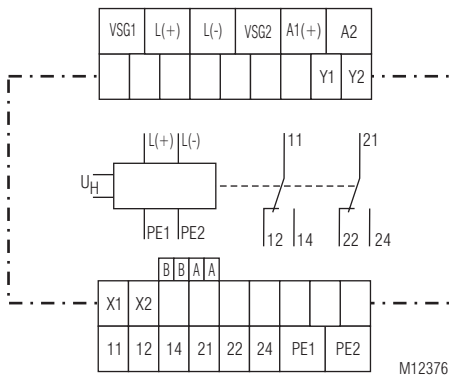 VSG1 L(+) L(-) VSG2 A1(+) A2
Y1 Y2
L(+) L(-) 11 21
UH
PE1 PE2 12 14 22 24
B B A A
X1 X2
11 12 14 21 22 24 PE1 PE2
M12376